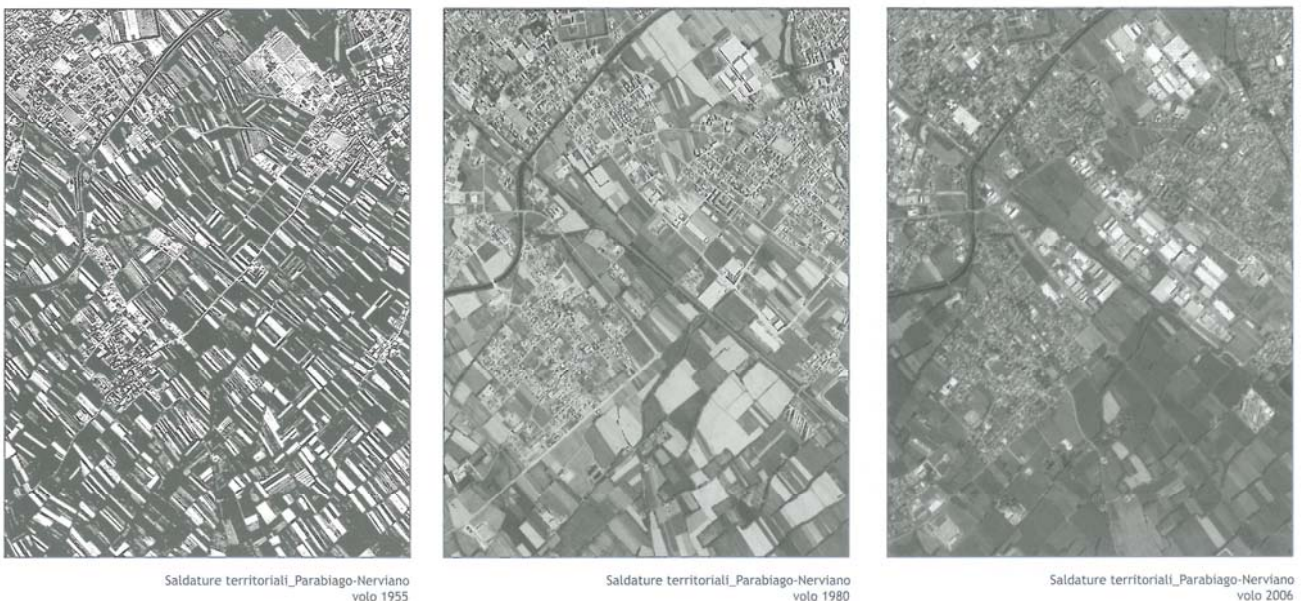 Saldature territoriali_Parabiago-Nerviano
volo 1955
Saldature territoriali_Parabiago-Nerviano
volo 1980
Saldature territoriali_Parabiago-Nerviano
volo 2006